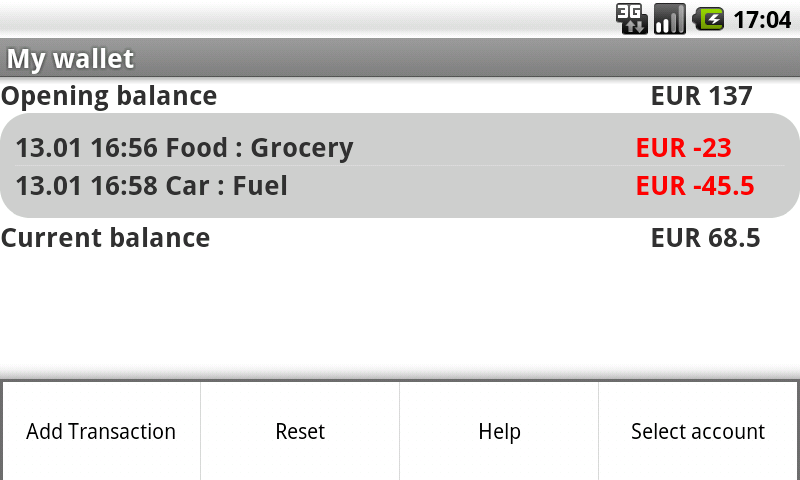 3G 17:04
My wallet
Opening balance EUR 137
13.01 16:56 Food : Grocery EUR -23
13.01 16:58 Car : Fuel EUR -45.5
Current balance EUR 68.5
Add Transaction Reset Help Select account